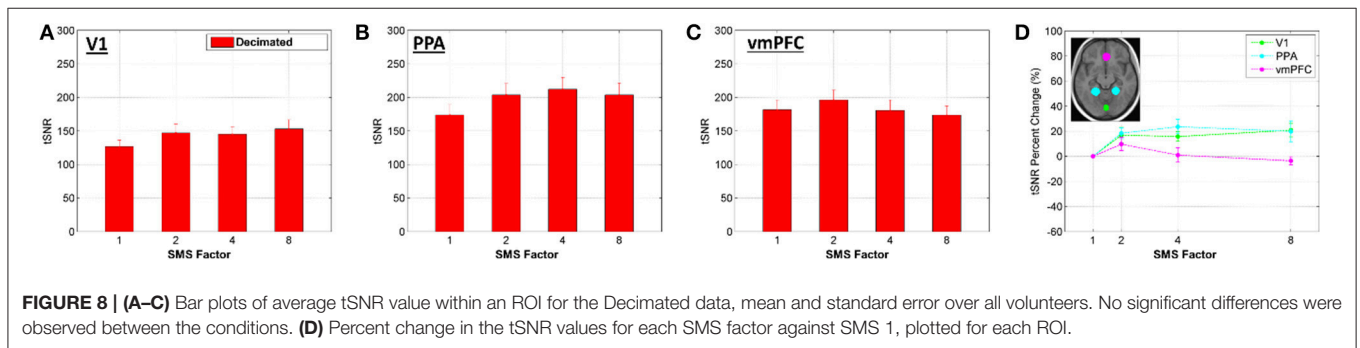 A
V1
Decimated
300
250
200
150
100
50
0
tSNR
1 2 4 8
SMS Factor
B
PPA
300
250
200
150
100
50
0
tSNR
1 2 4 8
SMS Factor
C
vmPFC
300
250
200
150
100
50
0
tSNR
1 2 4 8
SMS Factor
D
V1
PPA
vmPFC
100
80
60
40
20
0
-20
-40
-60
tSNR Percent Change (%)
1 2 4 8
SMS Factor
FIGURE 8 | (A–C) Bar plots of average tSNR value within an ROI for the Decimated data, mean and standard error over all volunteers. No significant differences were
observed between the conditions. (D) Percent change in the tSNR values for each SMS factor against SMS 1, plotted for each ROI.